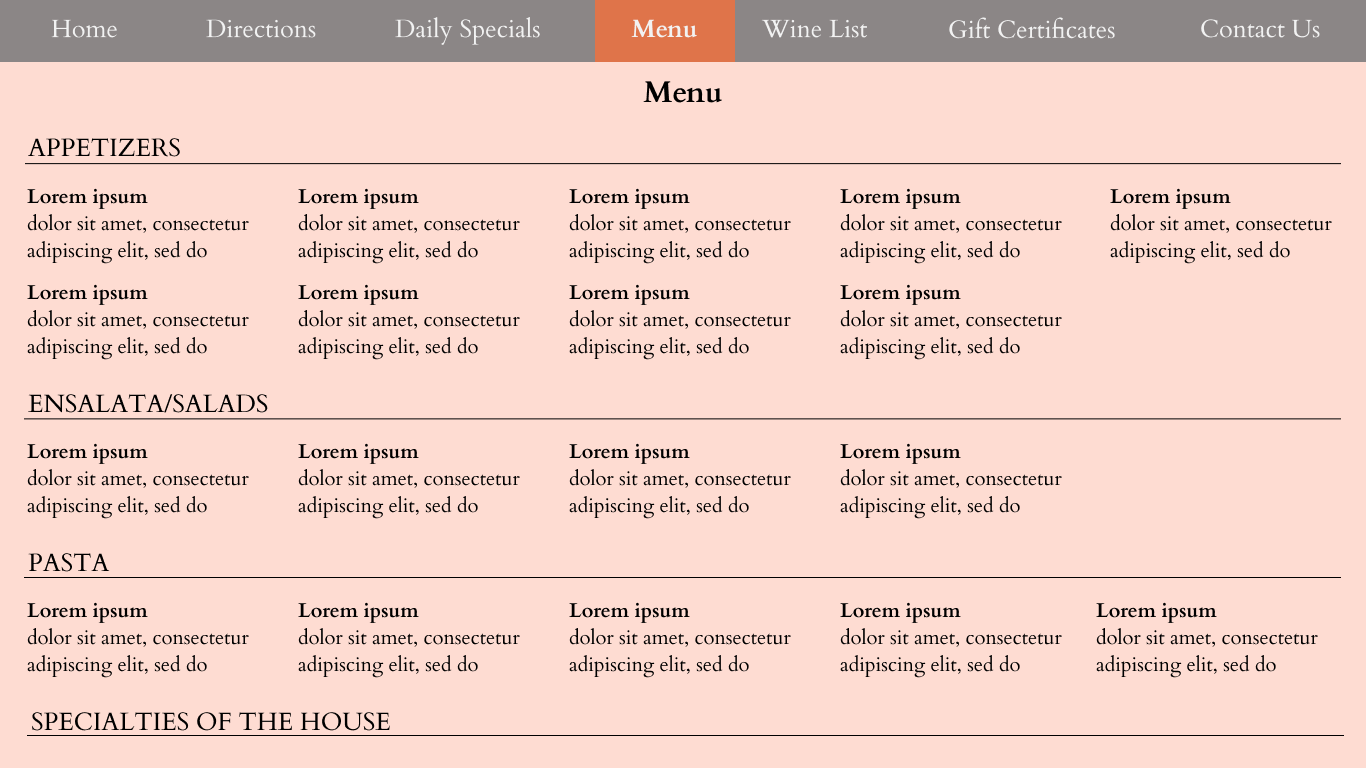 Home Directions Daily Specials Menu Wine List Gift Certificates Contact Us
Menu
APPETIZERS
Lorem ipsum Lorem ipsum Lorem ipsum Lorem ipsum Lorem ipsum
dolor sit amet, consectetur dolor sit amet, consectetur dolor sit amet, consectetur dolor sit amet, consectetur dolor sit amet, consectetur
adipiscing elit, sed do adipiscing elit, sed do adipiscing elit, sed do adipiscing elit, sed do adipiscing elit, sed do
Lorem ipsum Lorem ipsum Lorem ipsum Lorem ipsum
dolor sit amet, consectetur dolor sit amet, consectetur dolor sit amet, consectetur dolor sit amet, consectetur
adipiscing elit, sed do adipiscing elit, sed do adipiscing elit, sed do adipiscing elit, sed do
ENSALATA/SALADS
Lorem ipsum Lorem ipsum Lorem ipsum Lorem ipsum
dolor sit amet, consectetur dolor sit amet, consectetur dolor sit amet, consectetur dolor sit amet, consectetur
adipiscing elit, sed do adipiscing elit, sed do adipiscing elit, sed do adipiscing elit, sed do
PASTA
Lorem ipsum Lorem ipsum Lorem ipsum Lorem ipsum Lorem ipsum
dolor sit amet, consectetur dolor sit amet, consectetur dolor sit amet, consectetur dolor sit amet, consectetur dolor sit amet, consectetur
adipiscing elit, sed do adipiscing elit, sed do adipiscing elit, sed do adipiscing elit, sed do adipiscing elit, sed do
SPECIALTIES OF THE HOUSE